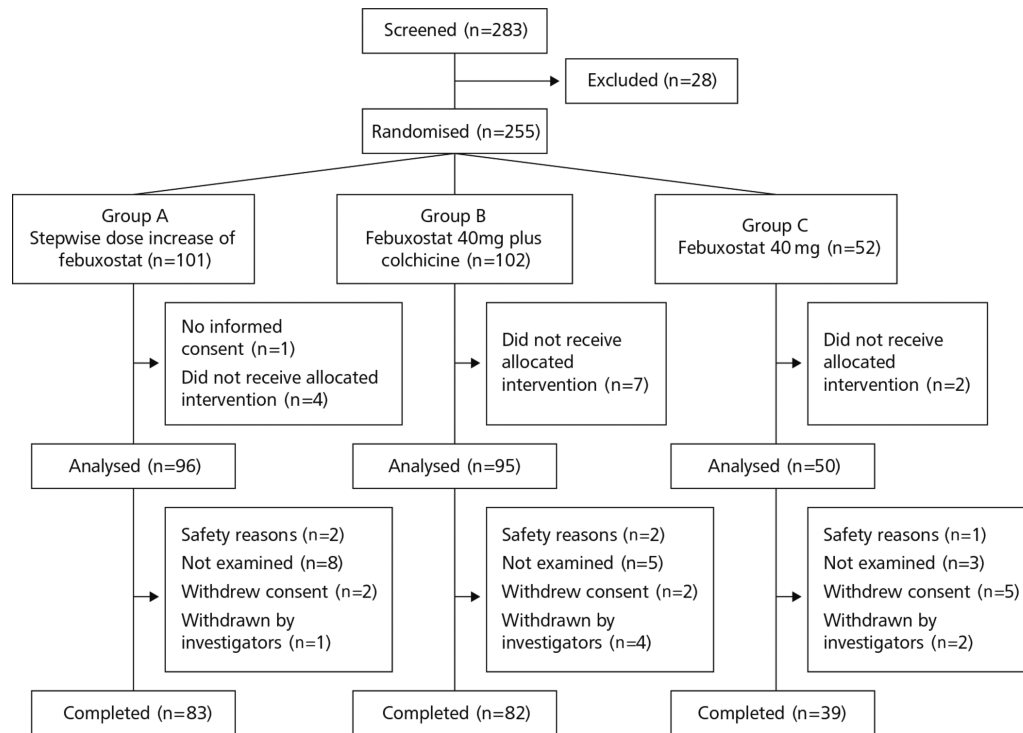 Screened (n=283)
Excluded (n=28)
Randomised (n=255)
Group A
Stepwise dose increase of
febuxostat (n=101)
Group B
Febuxostat 40mg plus
colchicine (n=102)
Group C
Febuxostat 40 mg (n=52)
No informed
consent (n=1)
Did not receive allocated
intervention (n=4)
Did not receive
allocated
intervention (n=7)
Did not receive
allocated
intervention (n=2)
Analysed (n=96)
Analysed (n=95)
Analysed (n=50)
Safety reasons (n=2)
Not examined (n=8)
Withdrew consent (n=2)
Withdrawn by
investigators (n=1)
Safety reasons (n=2)
Not examined (n=5)
Withdrew consent (n=2)
Withdrawn by
investigators (n=4)
Safety reasons (n=1)
Not examined (n=3)
Withdrew consent (n=5)
Withdrawn by
investigators (n=2)
Completed (n=83)
Completed (n=82)
Completed (n=39)